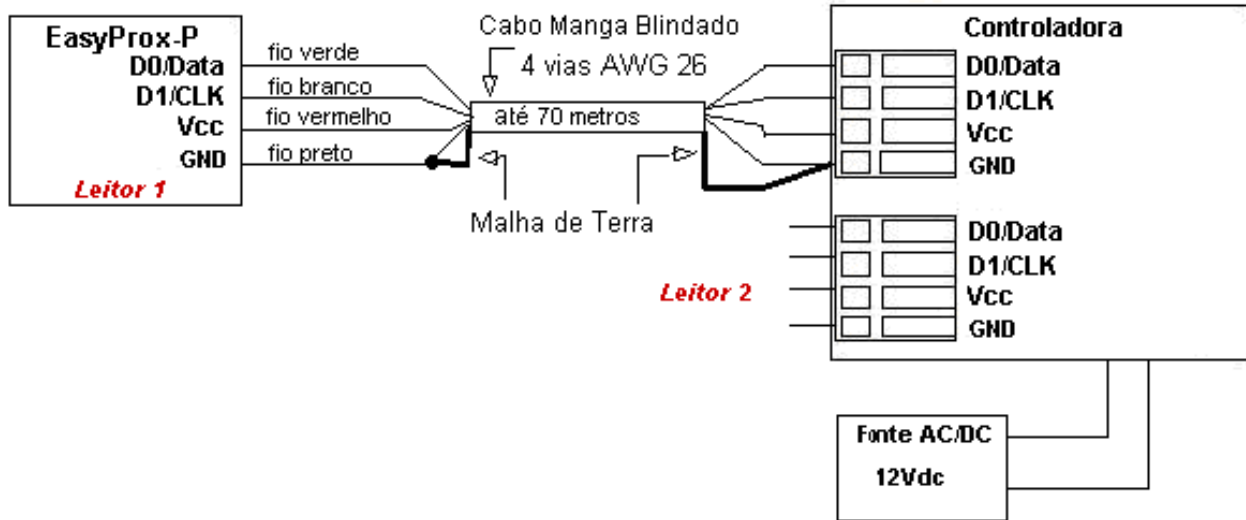 EasyProx-P
D0/Data
D1/CLK
Vcc
GND
Leitor 1
fio verde
fio branco
fio vermelho
fio preto
Cabo Manga Blindado
4 vias AWG 26
até 70 metros
Malha de Terra
Controladora
D0/Data
D1/CLK
Vcc
GND
Leitor 2
D0/Data
D1/CLK
Vcc
GND
Fonte AC/DC
12Vdc